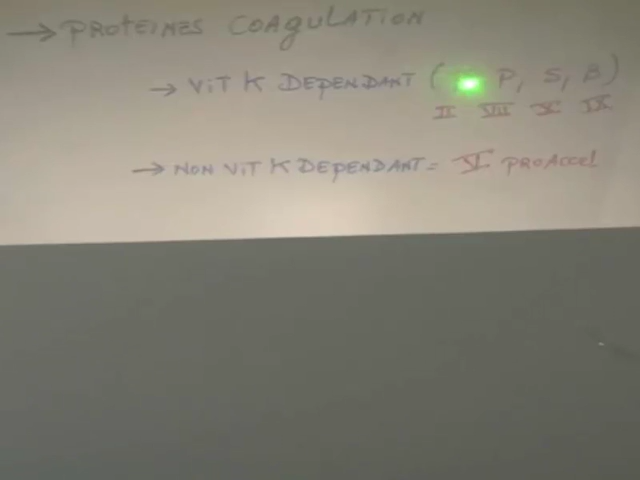 → PROTEINES COAGULATION
→ VIT K DEPENDANT ( P, S, B)
II VII X IX
→ NON VIT K DEPENDANT = V PROACCEL